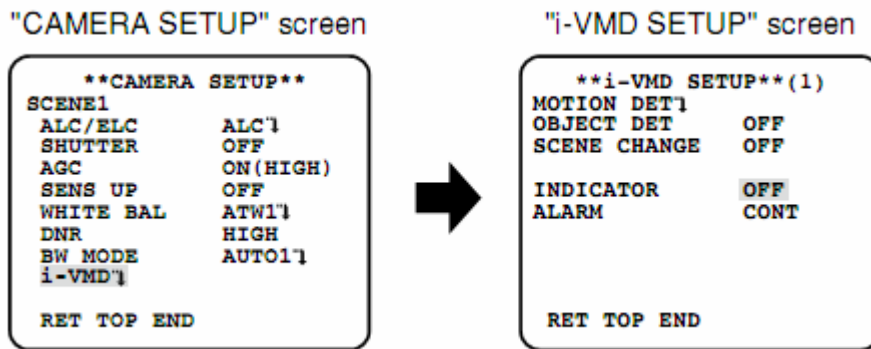 "CAMERA SETUP" screen
**CAMERA SETUP**
SCENE1
ALC/ELC ALC↴
SHUTTER OFF
AGC ON(HIGH)
SENS UP OFF
WHITE BAL ATW1↴
DNR HIGH
BW MODE AUTO1↴
i-VMD↴
RET TOP END
"i-VMD SETUP" screen
**i-VMD SETUP**(1)
MOTION DET↴
OBJECT DET OFF
SCENE CHANGE OFF
INDICATOR OFF
ALARM CONT
RET TOP END